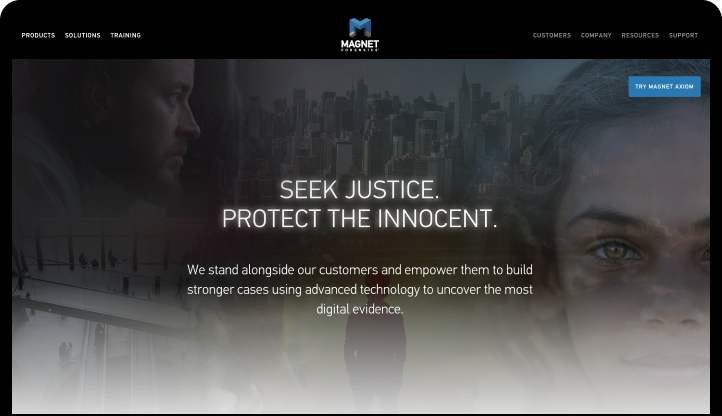 PRODUCTS SOLUTIONS TRAINING
MAGNET
FORENSICS
CUSTOMERS COMPANY RESOURCES SUPPORT
TRY MAGNET AXIOM
SEEK JUSTICE.
PROTECT THE INNOCENT.
We stand alongside our customers and empower them to build
stronger cases using advanced technology to uncover the most
digital evidence.